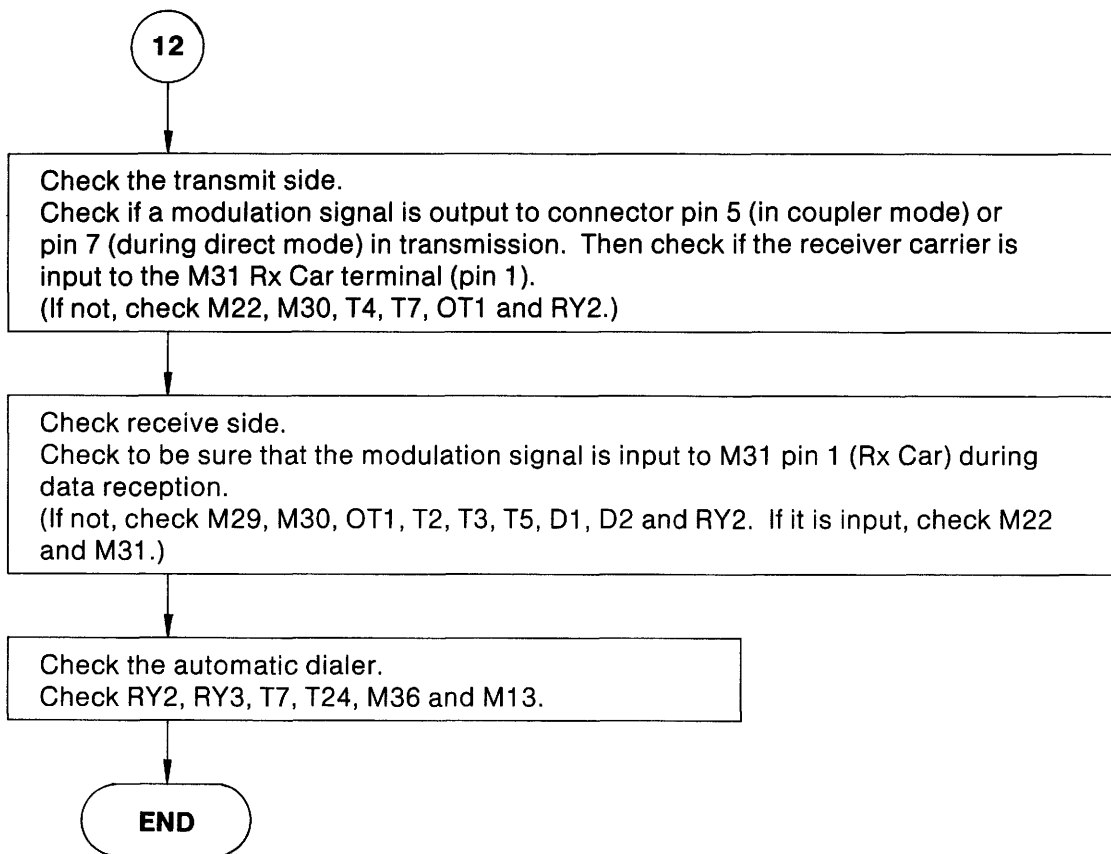 12
Check the transmit side.
Check if a modulation signal is output to connector pin 5 (in coupler mode) or
pin 7 (during direct mode) in transmission. Then check if the receiver carrier is
input to the M31 Rx Car terminal (pin 1).
(If not, check M22, M30, T4, T7, OT1 and RY2.)
Check receive side.
Check to be sure that the modulation signal is input to M31 pin 1 (Rx Car) during
data reception.
(If not, check M29, M30, OT1, T2, T3, T5, D1, D2 and RY2. If it is input, check M22
and M31.)
Check the automatic dialer.
Check RY2, RY3, T7, T24, M36 and M13.
END